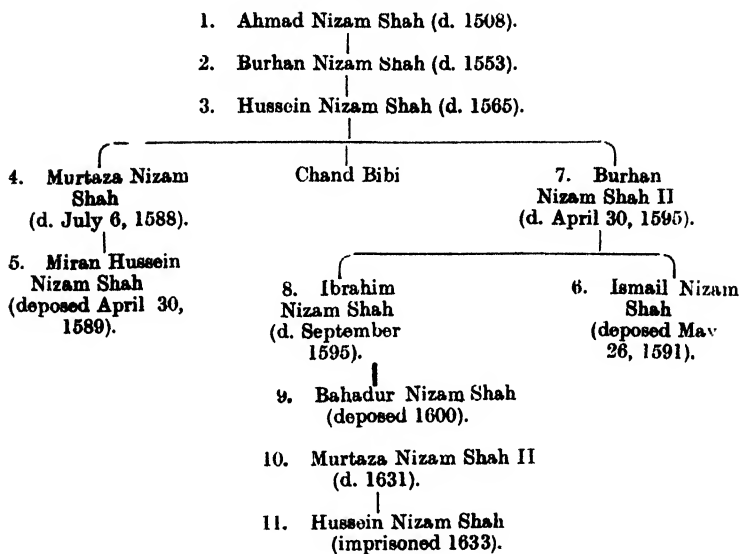 1. Ahmad Nizam Shah (d. 1508).
2. Burhan Nizam Shah (d. 1553).
3. Hussein Nizam Shah (d. 1565).
4. Murtaza Nizam
Shah
(d. July 6, 1588).
Chand Bibi
7. Burhan
Nizam Shah II
(d. April 30, 1595).
5. Miran Hussein
Nizam Shah
(deposed April 30,
1589).
8. Ibrahim
Nizam Shah
(d. September
1595).
6. Ismail Nizam
Shah
(deposed May
26, 1591).
9. Bahadur Nizam Shah
(deposed 1600).
10. Murtaza Nizam Shah II
(d. 1631).
11. Hussein Nizam Shah
(imprisoned 1633).